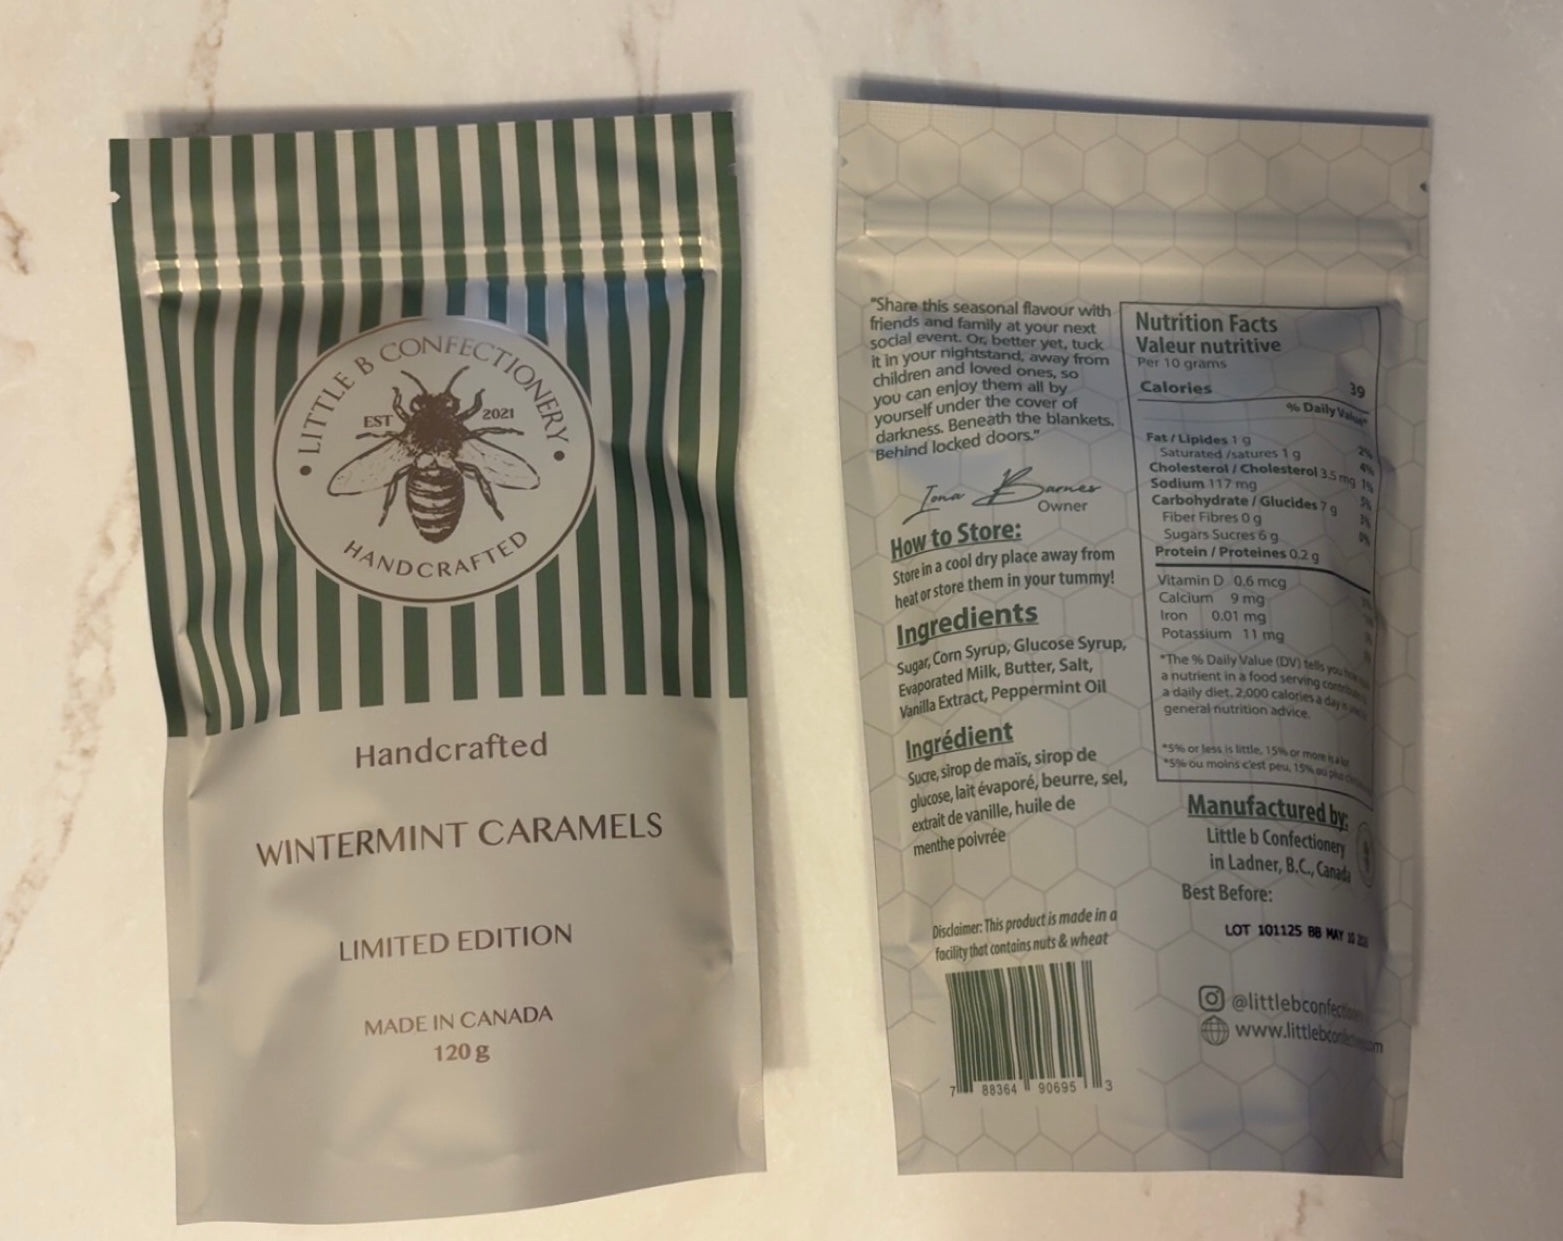 LITTLE B CONFECTIONERY
EST 2021
HANDCRAFTED
Handcrafted
WINTERMINT CARAMELS
LIMITED EDITION
MADE IN CANADA
120 g
"Share this seasonal flavour with
friends and family at your next
social event. Or, better yet, tuck
it in your nightstand, away from
children and loved ones, so
you can enjoy them all by
yourself under the cover of
darkness. Beneath the blankets.
Behind locked doors."
Iona Barnes
Owner
How to Store:
Store in a cool dry place away from
heat or store them in your tummy!
Ingredients
Sugar, Corn Syrup, Glucose Syrup,
Evaporated Milk, Butter, Salt,
Vanilla Extract, Peppermint Oil
Ingrédient
Sucre, sirop de maïs, sirop de
glucose, lait évaporé, beurre, sel,
extrait de vanille, huile de
menthe poivrée
Disclaimer: This product is made in a
facility that contains nuts & wheat
7 88364 90695 3
Nutrition Facts
Valeur nutritive
Per 10 grams
Calories 39
% Daily Value*
Fat / Lipides 1 g 2%
Saturated /satures 1 g 4%
Cholesterol / Cholesterol 3.5 mg 1%
Sodium 117 mg 5%
Carbohydrate / Glucides 7 g 3%
Fiber Fibres 0 g 0%
Sugars Sucres 6 g
Protein / Proteines 0.2 g
Vitamin D 0.6 mcg
Calcium 9 mg
Iron 0.01 mg
Potassium 11 mg
*The % Daily Value (DV) tells you
a nutrient in a food serving
a daily diet. 2,000 calories a day
general nutrition advice.
*5% or less is little, 15% or more is a lot
*5% ou moins c'est peu, 15% ou plus
Manufactured by:
Little b Confectionery
in Ladner, B.C., Canada
Best Before:
LOT 101125 BB MAY 10
@littlebconfec
www.littlebcon